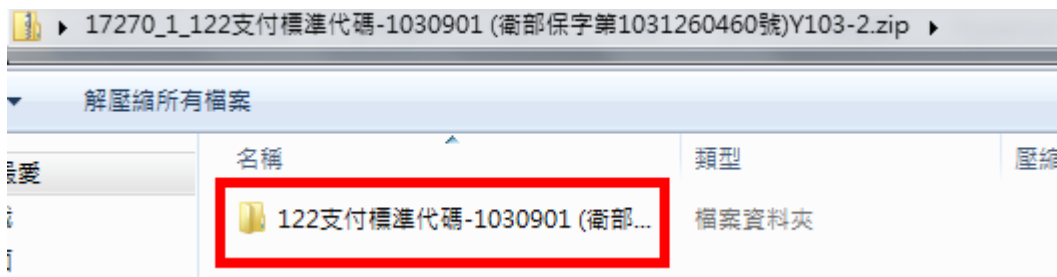 17270_1_122支付標準代碼-1030901 (衛部保字第1031260460號)Y103-2.zip
解壓縮所有檔案
名稱 類型 壓縮
最愛
122支付標準代碼-1030901 (衛部... 檔案資料夾